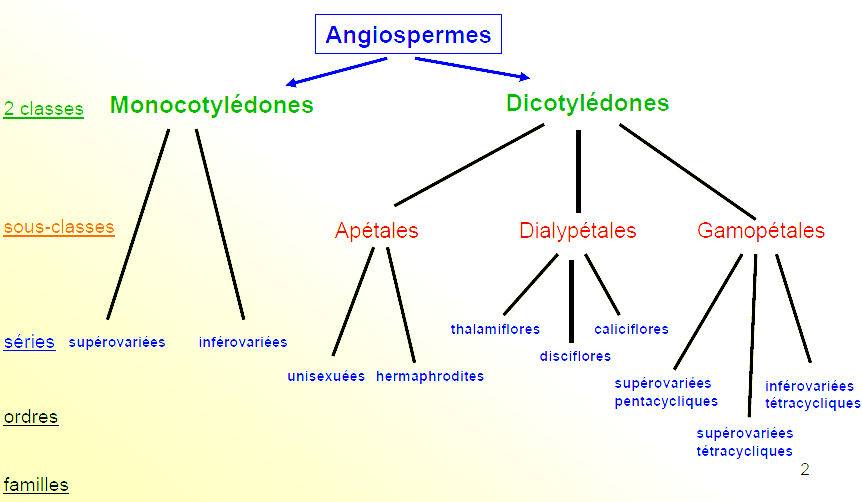 Angiospermes
2 classes
Monocotylédones
Dicotylédones
sous-classes
Apétales
Dialypétales
Gamopétales
séries
supérovariées
inférovariées
unisexuées
hermaphrodites
thalamiflores
disciflores
caliciflores
supérovariées
pentacycliques
supérovariées
tétracycliques
inférovariées
tétracycliques
ordres
familles
2